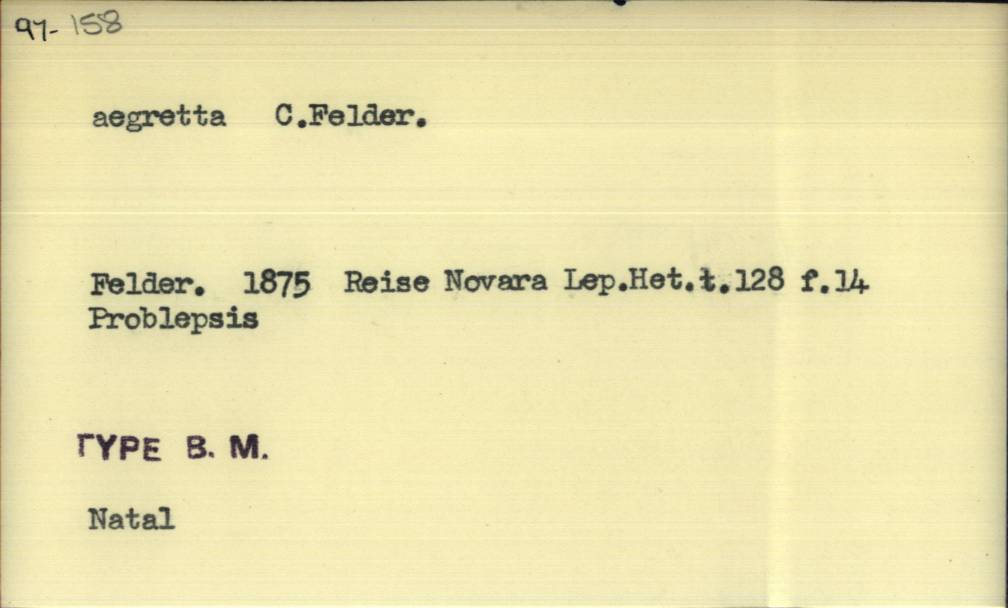 97-158
aegretta C.Felder.
Felder. 1875 Reise Novara Lep.Het.t.128 f.14
Problepsis
TYPE B. M.
Natal